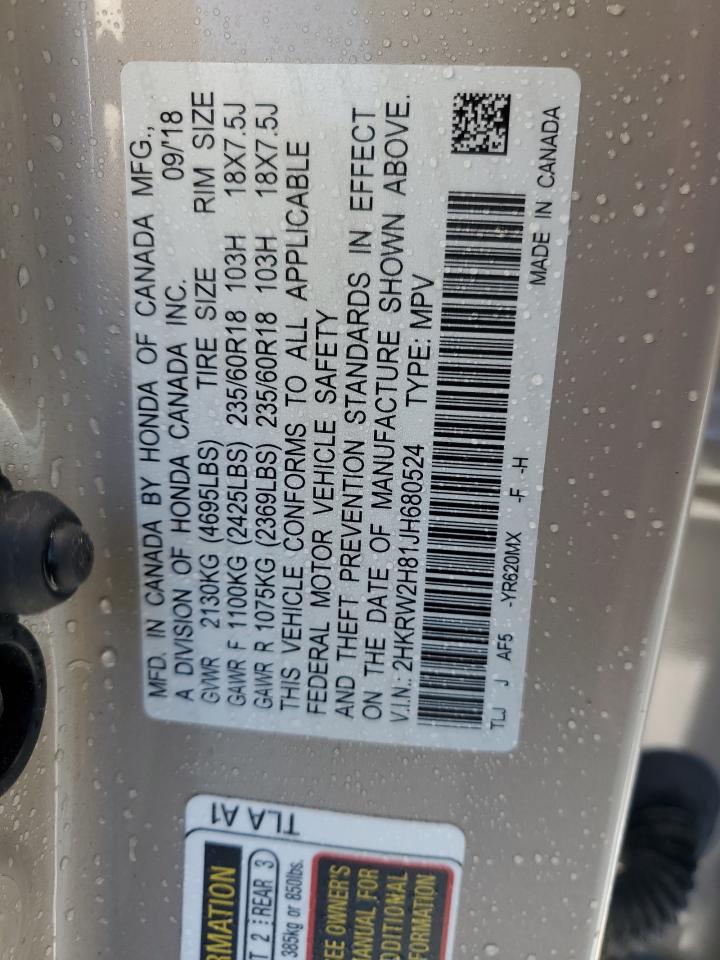 MFD. IN CANADA BY HONDA OF CANADA MFG.,
A DIVISION OF HONDA CANADA INC. 09/'18
GVWR 2130KG (4695LBS) TIRE SIZE RIM SIZE
GAWR F 1100KG (2425LBS) 235/60R18 103H 18X7.5J
GAWR R 1075KG (2369LBS) 235/60R18 103H 18X7.5J
THIS VEHICLE CONFORMS TO ALL APPLICABLE
FEDERAL MOTOR VEHICLE SAFETY
AND THEFT PREVENTION STANDARDS IN EFFECT
ON THE DATE OF MANUFACTURE SHOWN ABOVE.
V.I.N.: 2HKRW2H81JH680524 TYPE: MPV
TLJ J AF5 -YR620MX -F -H MADE IN CANADA
TLA A1
RMATION
T 2 REAR 3
385kg or 850lbs.
EE OWNER'S
ANUAL FOR
DDITIONAL
FORMATION